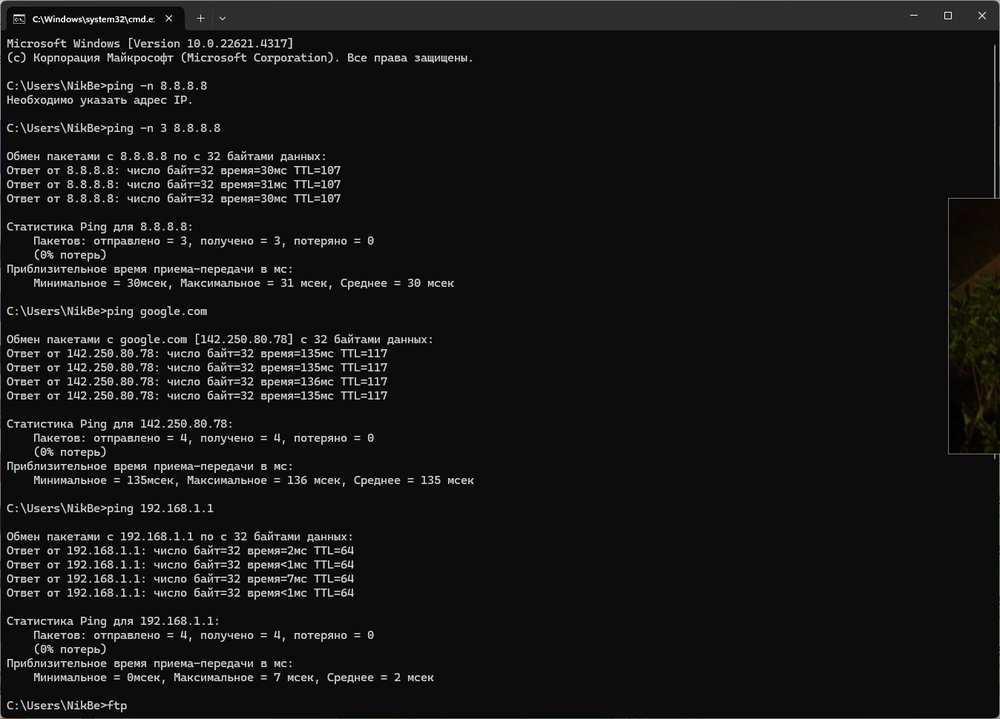 C:\Windows\system32\cmd.e:
Microsoft Windows [Version 10.0.22621.4317]
(c) Корпорация Майкрософт (Microsoft Corporation). Все права защищены.
C:\Users\NikBe>ping -n 8.8.8.8
Необходимо указать адрес IP.
C:\Users\NikBe>ping -n 3 8.8.8.8
Обмен пакетами с 8.8.8.8 по с 32 байтами данных:
Ответ от 8.8.8.8: число байт=32 время=30мс TTL=107
Ответ от 8.8.8.8: число байт=32 время=31мс TTL=107
Ответ от 8.8.8.8: число байт=32 время=30мс TTL=107
Статистика Ping для 8.8.8.8:
    Пакетов: отправлено = 3, получено = 3, потеряно = 0
    (0% потерь)
Приблизительное время приема-передачи в мс:
    Минимальное = 30мсек, Максимальное = 31 мсек, Среднее = 30 мсек
C:\Users\NikBe>ping google.com
Обмен пакетами с google.com [142.250.80.78] с 32 байтами данных:
Ответ от 142.250.80.78: число байт=32 время=135мс TTL=117
Ответ от 142.250.80.78: число байт=32 время=135мс TTL=117
Ответ от 142.250.80.78: число байт=32 время=136мс TTL=117
Ответ от 142.250.80.78: число байт=32 время=135мс TTL=117
Статистика Ping для 142.250.80.78:
    Пакетов: отправлено = 4, получено = 4, потеряно = 0
    (0% потерь)
Приблизительное время приема-передачи в мс:
    Минимальное = 135мсек, Максимальное = 136 мсек, Среднее = 135 мсек
C:\Users\NikBe>ping 192.168.1.1
Обмен пакетами с 192.168.1.1 по с 32 байтами данных:
Ответ от 192.168.1.1: число байт=32 время=2мс TTL=64
Ответ от 192.168.1.1: число байт=32 время<1мс TTL=64
Ответ от 192.168.1.1: число байт=32 время=7мс TTL=64
Ответ от 192.168.1.1: число байт=32 время<1мс TTL=64
Статистика Ping для 192.168.1.1:
    Пакетов: отправлено = 4, получено = 4, потеряно = 0
    (0% потерь)
Приблизительное время приема-передачи в мс:
    Минимальное = 0мсек, Максимальное = 7 мсек, Среднее = 2 мсек
C:\Users\NikBe>ftp